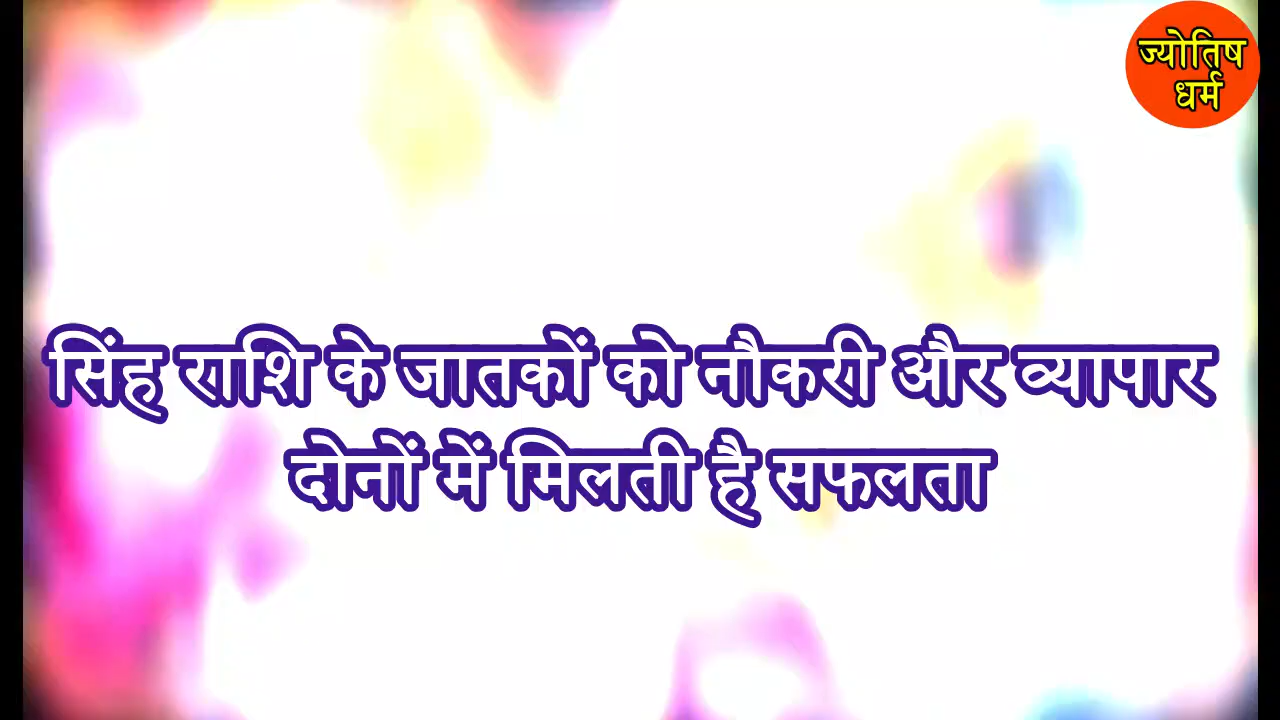 ज्योतिष
धर्म
सिंह राशि के जातकों को नौकरी और व्यापार
दोनों में मिलती है सफलता